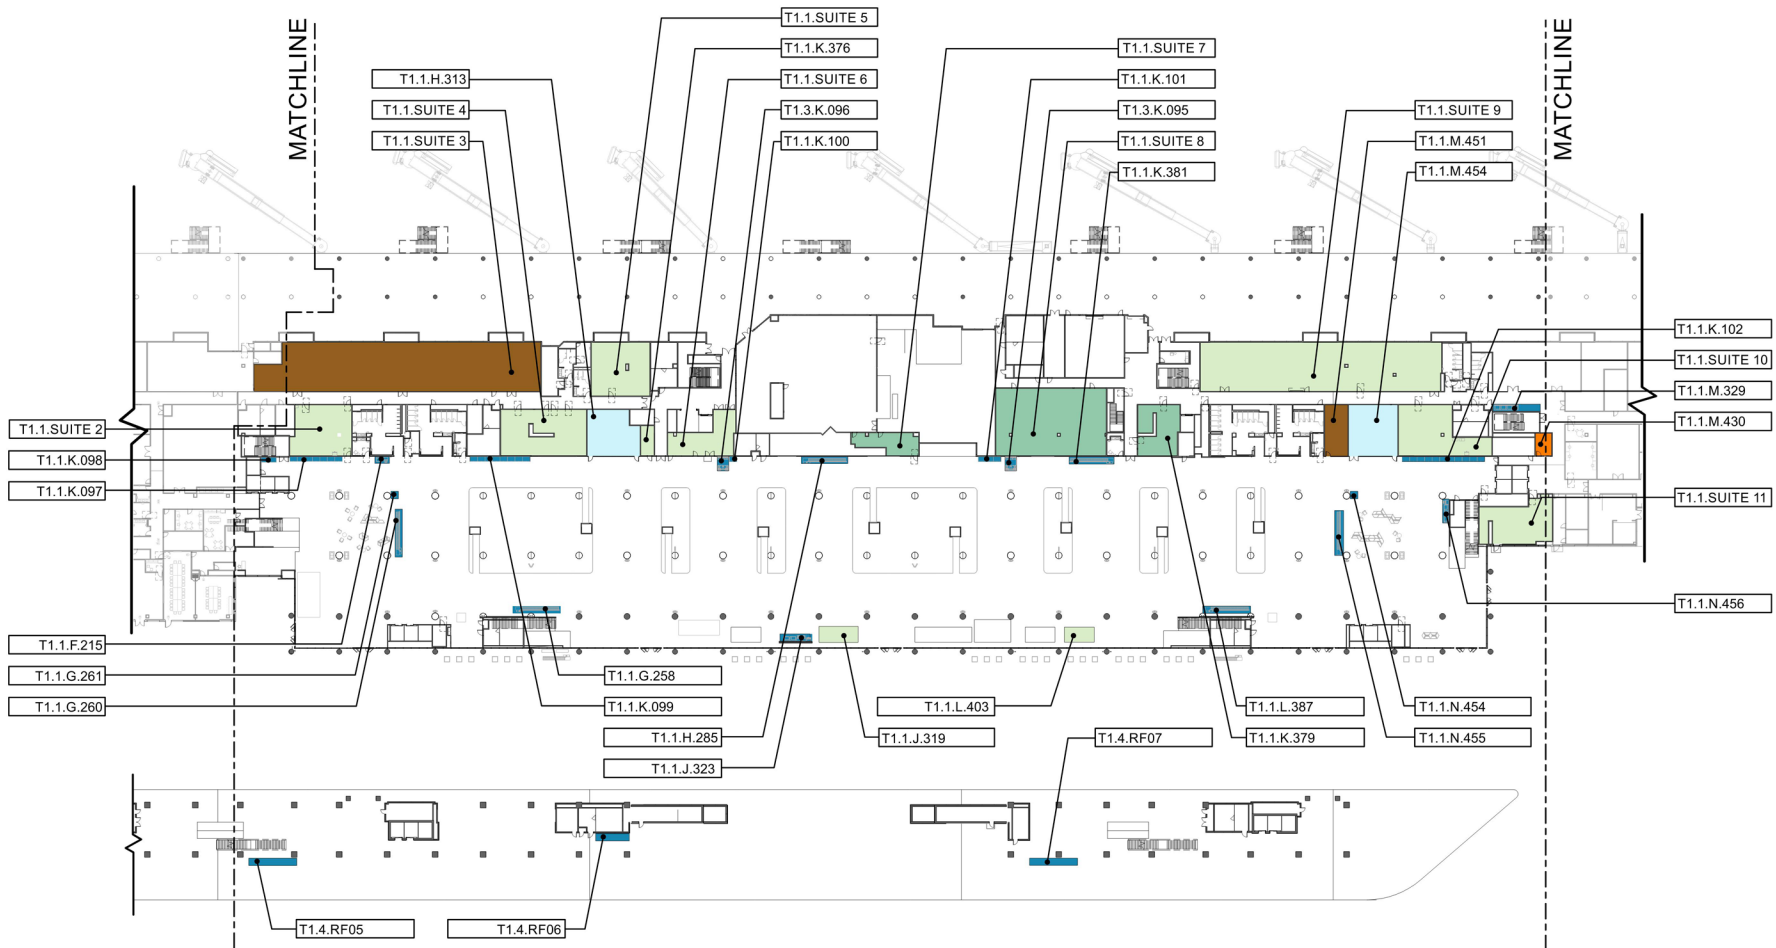 MATCHLINE
MATCHLINE
T1.1.SUITE 5
T1.1.K.376
T1.1.SUITE 6
T1.3.K.096
T1.1.K.100
T1.1.H.313
T1.1.SUITE 4
T1.1.SUITE 3
T1.1.SUITE 7
T1.1.K.101
T1.3.K.095
T1.1.SUITE 8
T1.1.K.381
T1.1.SUITE 9
T1.1.M.451
T1.1.M.454
T1.1.K.102
T1.1.SUITE 10
T1.1.M.329
T1.1.M.430
T1.1.SUITE 11
T1.1.N.456
T1.1.SUITE 2
T1.1.K.098
T1.1.K.097
T1.1.F.215
T1.1.G.261
T1.1.G.260
T1.1.G.258
T1.1.K.099
T1.1.H.285
T1.1.J.323
T1.1.L.403
T1.1.J.319
T1.4.RF07
T1.1.L.387
T1.1.K.379
T1.1.N.454
T1.1.N.455
T1.4.RF05
T1.4.RF06